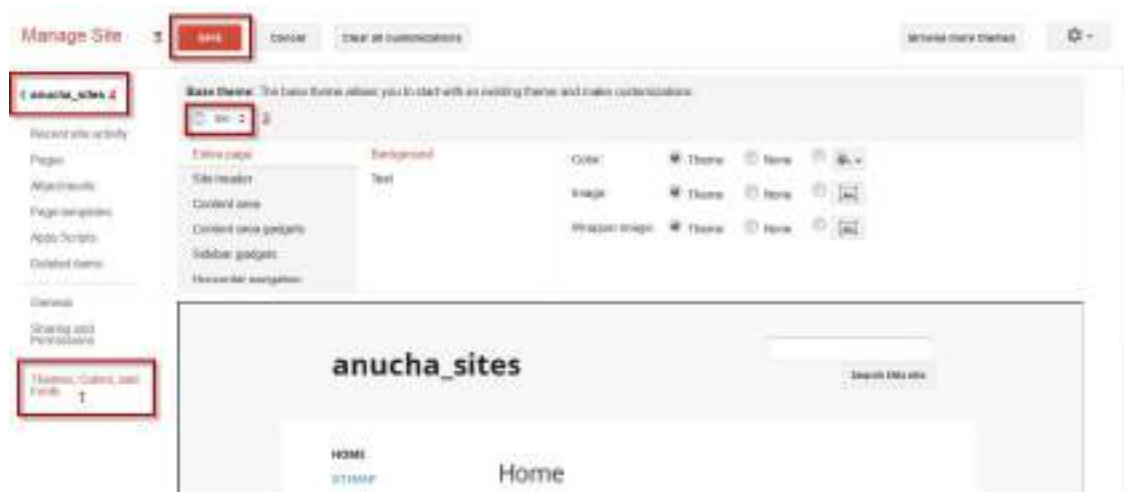 Manage Site 3 Save Cancel Clear all customizations Browse more themes
‹ anucha_sites 4
Base theme The base theme allows you to start with an existing theme and make customizations
Recent site activity
Pages
Attachments
Page templates
Apps Scripts
Deleted items
General
Sharing and
Permissions
Themes, Colors, and
Fonts 1
Entire page
Site header
Content area
Content area gadgets
Sidebar gadgets
Horizontal navigation
Background
Text
Color: Theme None
Image: Theme None
Wrapper Image: Theme None
anucha_sites
Search this site
HOME
SITEMAP
Home